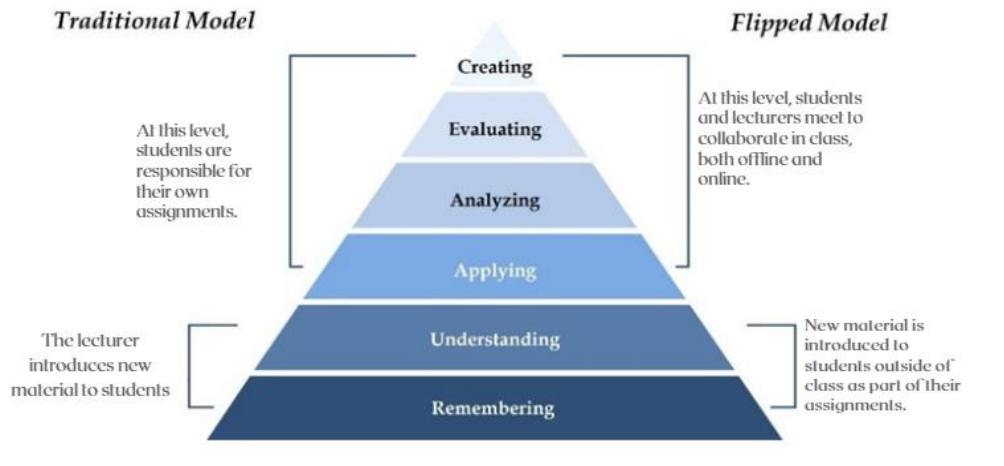 Traditional Model
Flipped Model
Creating
Evaluating
Analyzing
Applying
Understanding
Remembering
At this level,
students are
responsible for
their own
assignments.
The lecturer
introduces new
material to students
At this level, students
and lecturers meet to
collaborate in class,
both offline and
online.
New material is
introduced to
students outside of
class as part of their
assignments.